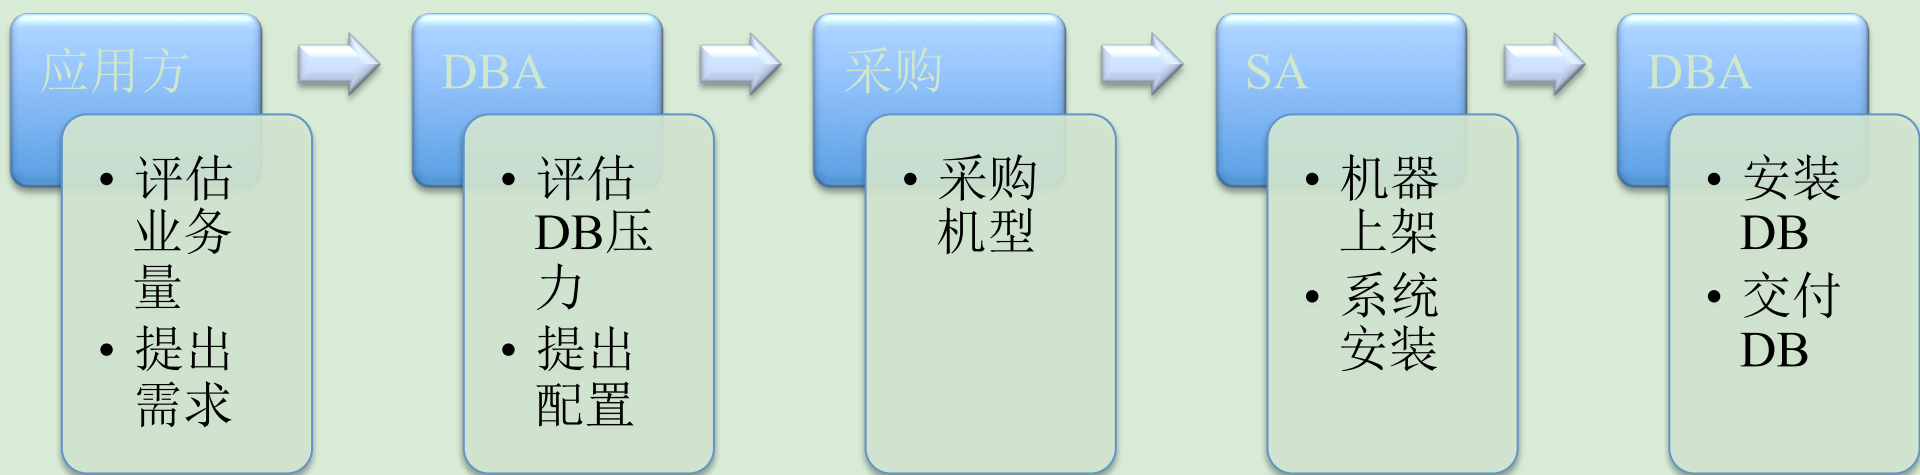 应用方
• 评估
业务
量
• 提出
需求
DBA
• 评估
DB压
力
• 提出
配置
采购
• 采购
机型
SA
• 机器
上架
• 系统
安装
DBA
• 安装
DB
• 交付
DB